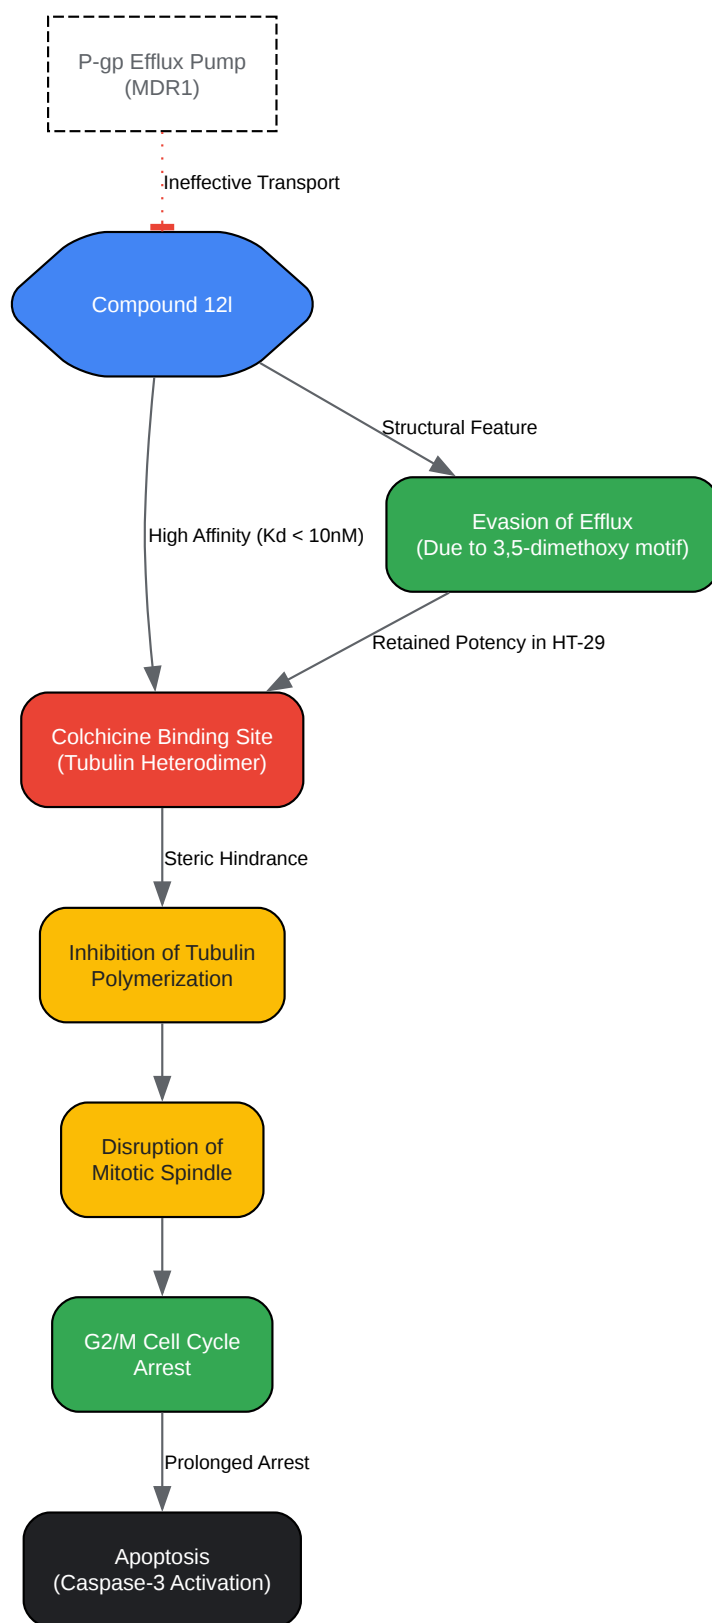 P-gp Efflux Pump
(MDR1)
Ineffective Transport
Compound 12l
Structural Feature
High Affinity (Kd < 10nM)
Evasion of Efflux
(Due to 3,5-dimethoxy motif)
Retained Potency in HT-29
Colchicine Binding Site
(Tubulin Heterodimer)
Steric Hindrance
Inhibition of Tubulin
Polymerization
Disruption of
Mitotic Spindle
G2/M Cell Cycle
Arrest
Prolonged Arrest
Apoptosis
(Caspase-3 Activation)